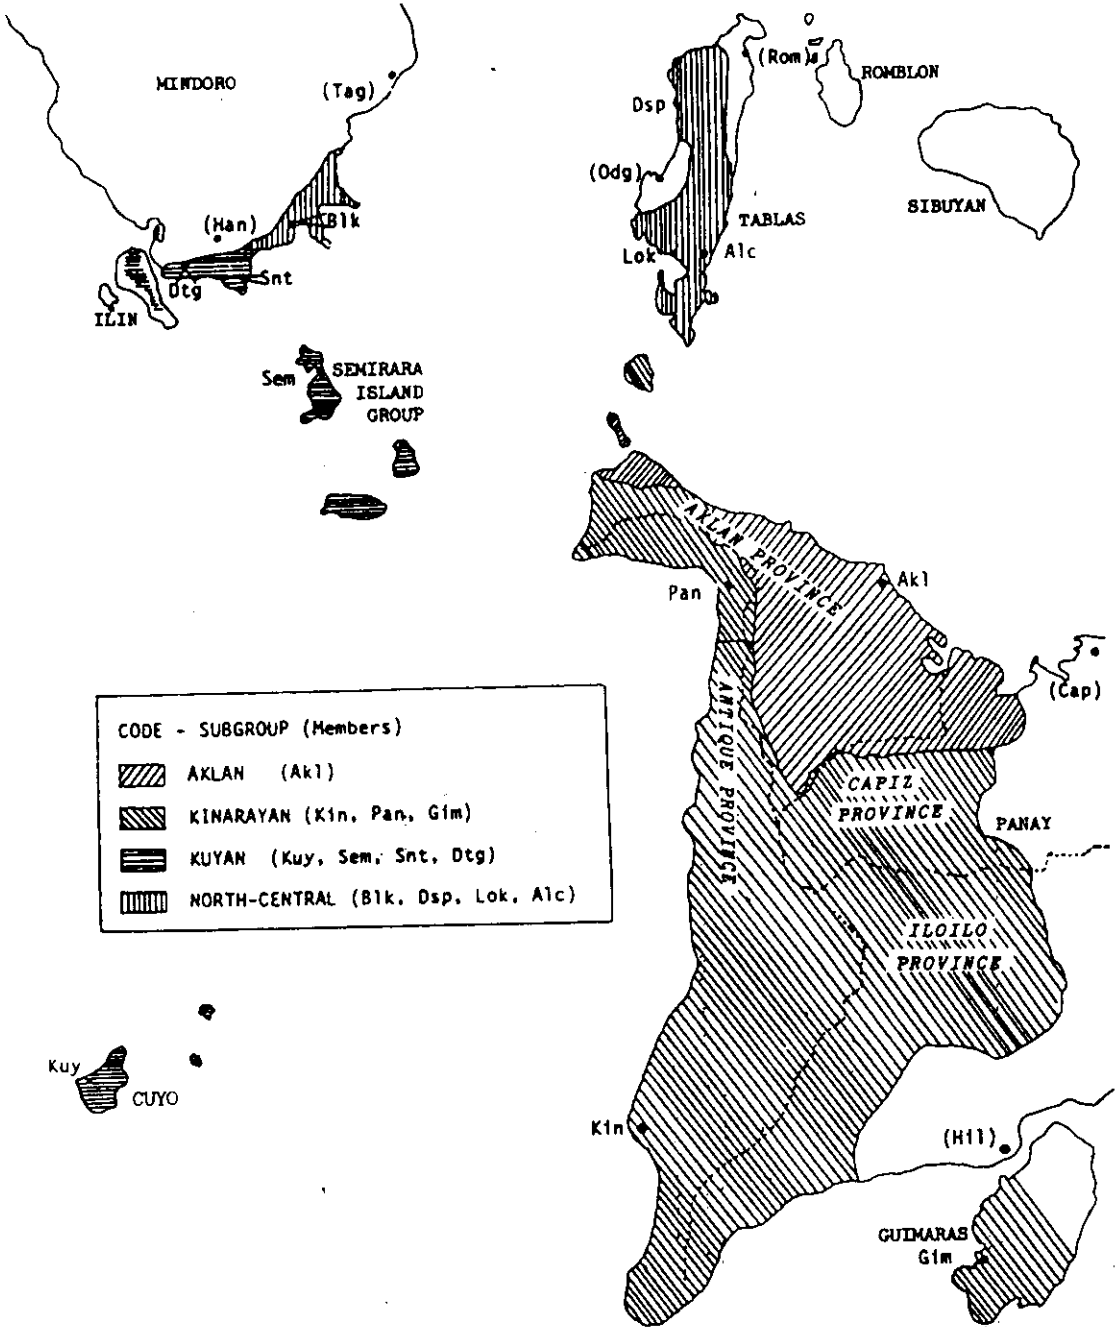 MINDORO
(Tag)
(Rom)
ROMBLON
Dsp
(Odg)
SIBUYAN
(Han)
Blk
TABLAS
Lok
Alc
Snt
Dtg
ILIN
Sem
SEMIRARA
ISLAND
GROUP
AKLAN PROVINCE
Pan
Akl
(Cap)
ANTIQUE PROVINCE
CODE - SUBGROUP (Members)
AKLAN (Akl)
KINARAYAN (Kin, Pan, Gim)
KUYAN (Kuy, Sem, Snt, Dtg)
NORTH-CENTRAL (Blk, Dsp, Lok, Alc)
CAPIZ
PROVINCE
PANAY
ILOILO
PROVINCE
Kuy
CUYO
Kin
(Hil)
GUIMARAS
Gim